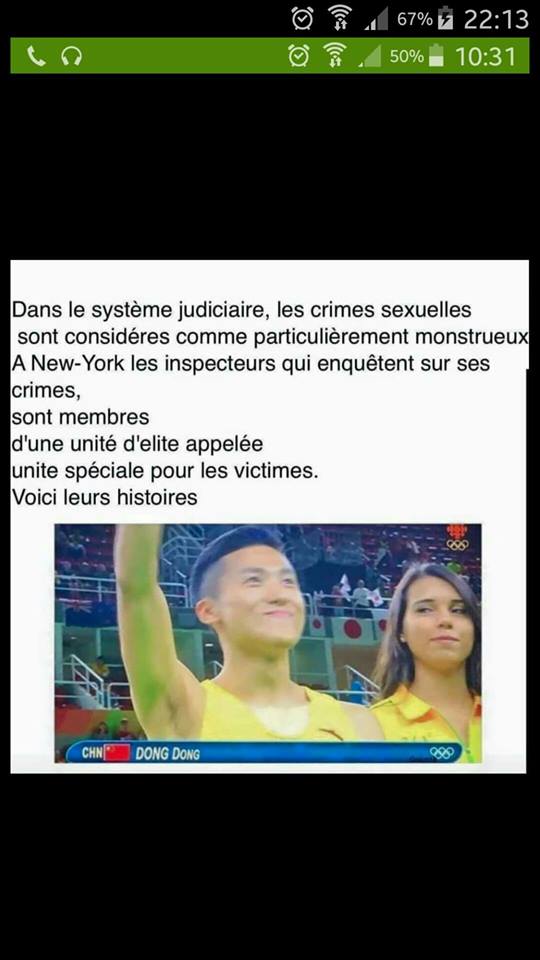 67% 22:13
50% 10:31
Dans le système judiciaire, les crimes sexuelles
sont considéres comme particulièrement monstrueux
A New-York les inspecteurs qui enquêtent sur ses
crimes,
sont membres
d'une unité d'elite appelée
unite spéciale pour les victimes.
Voici leurs histoires
CHN DONG DONG